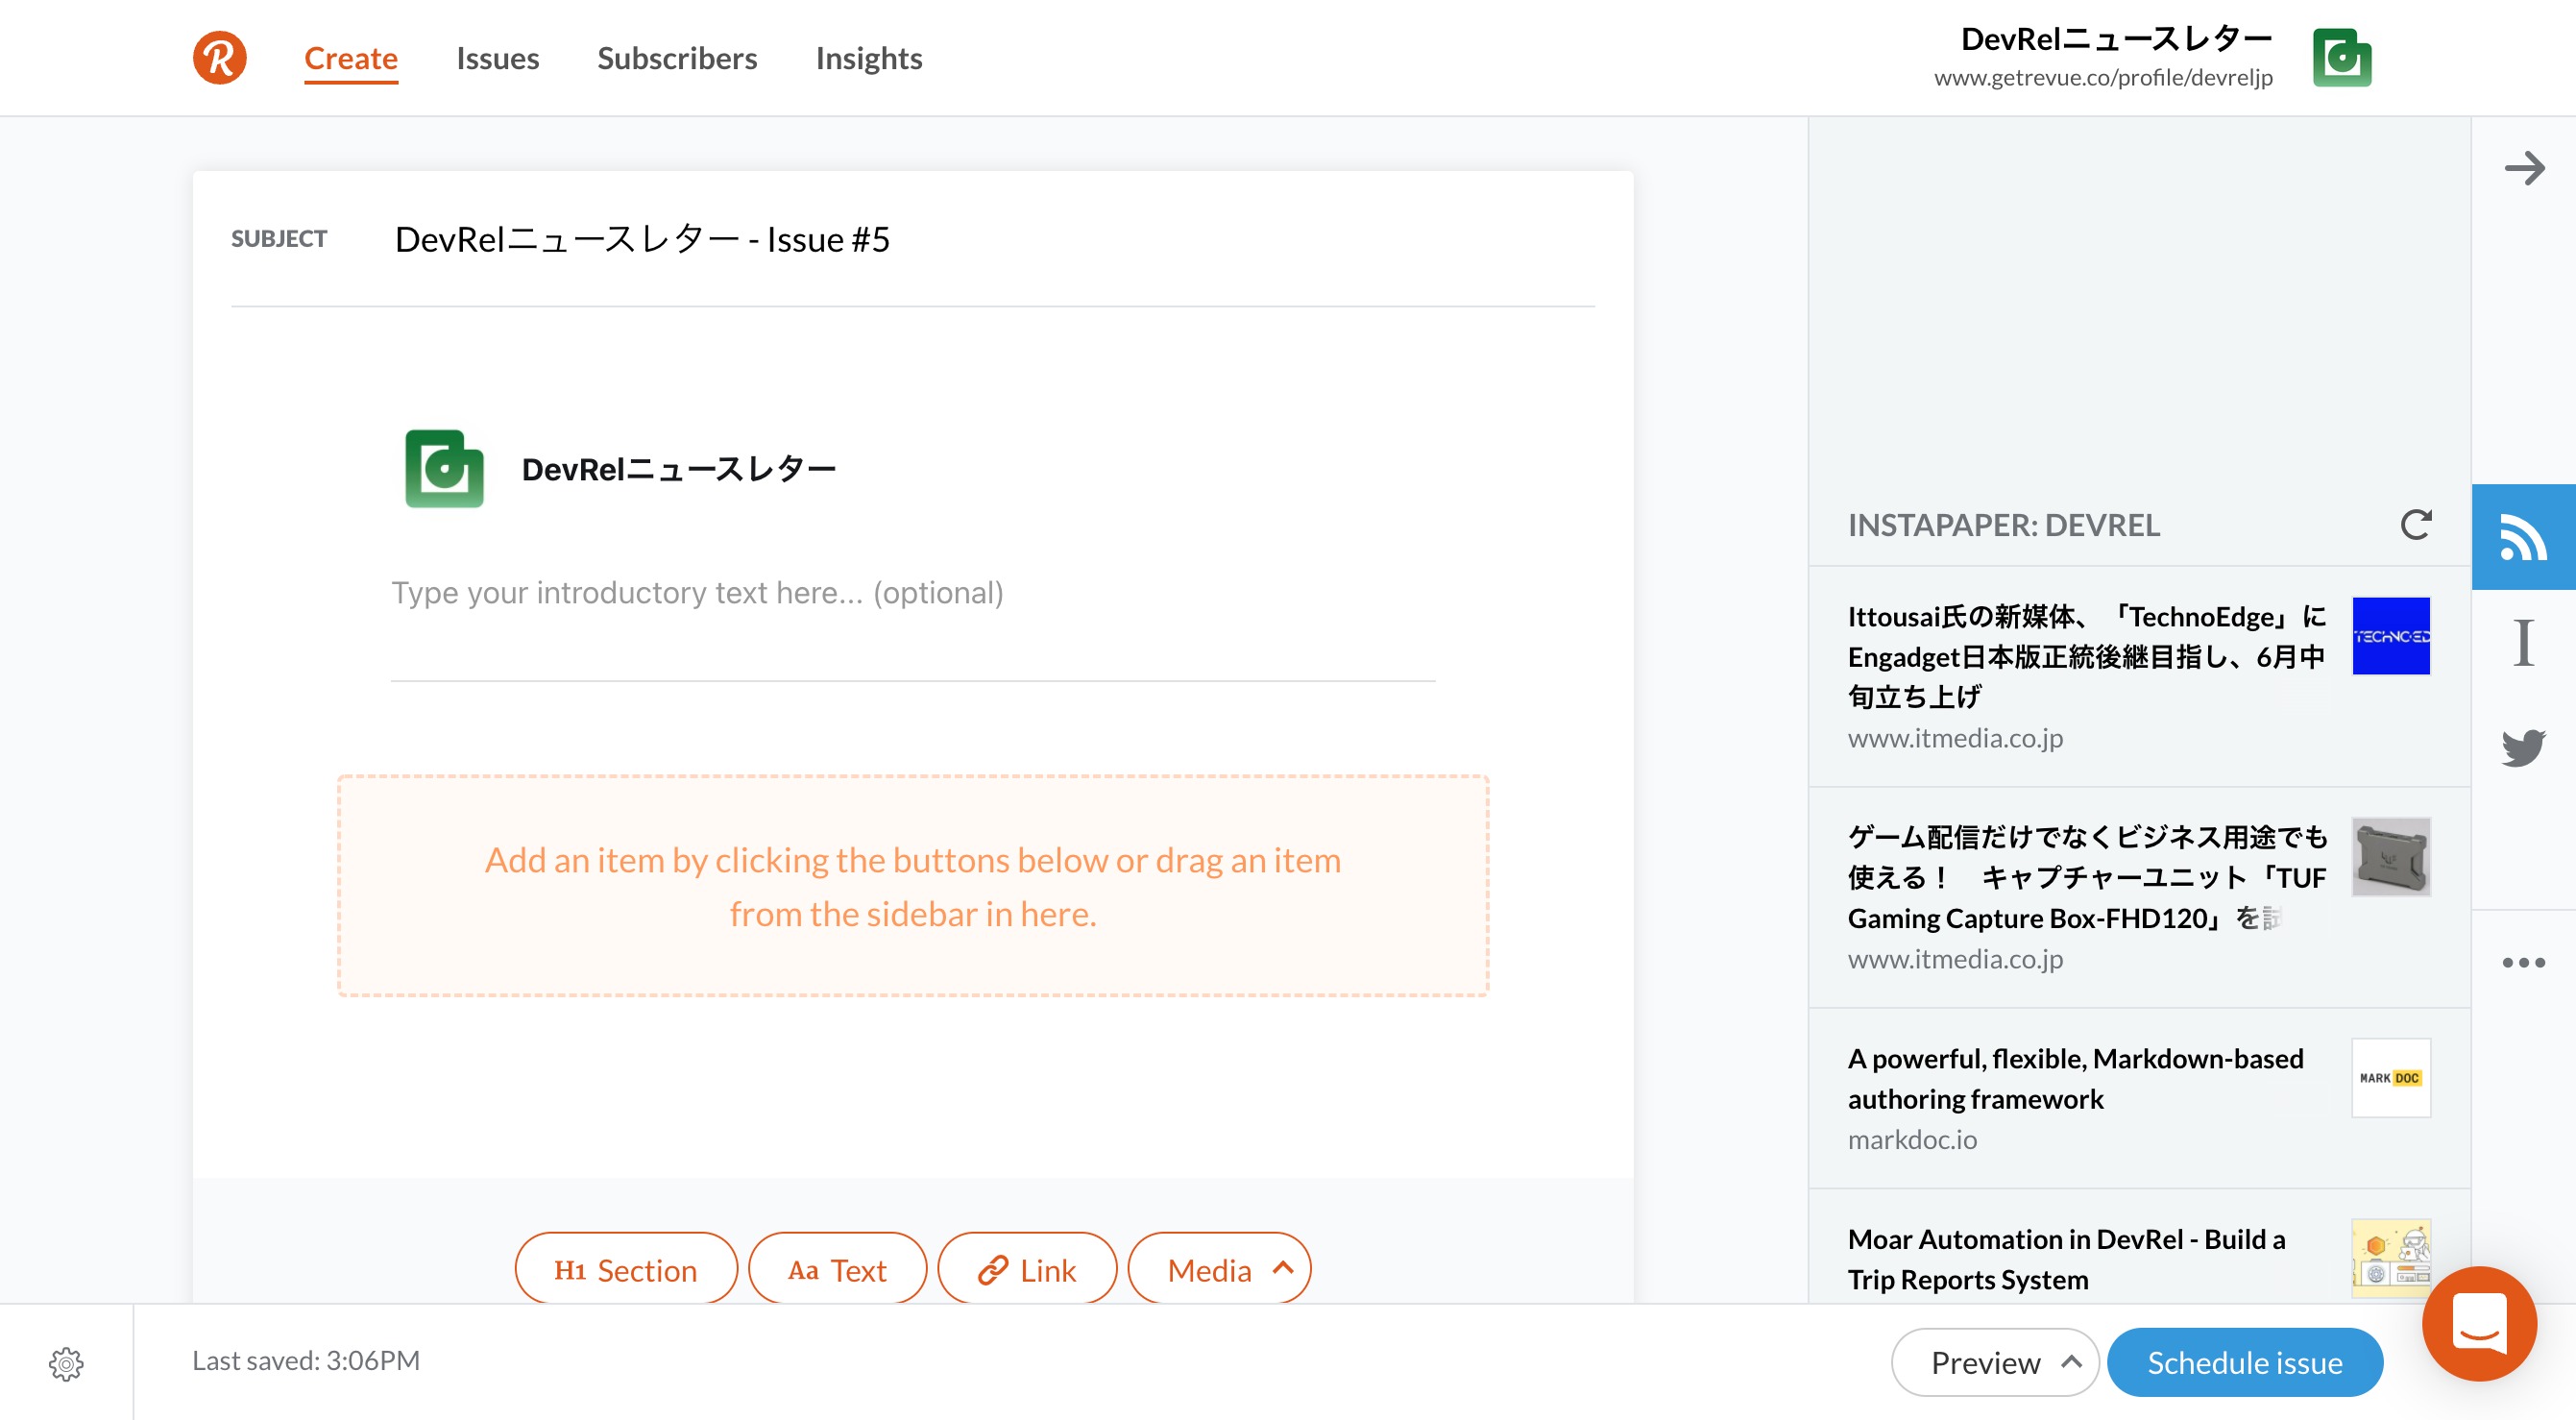 Create
Issues
Subscribers
Insights
DevRelニュースレター
www.getrevue.co/profile/devreljp
SUBJECT
DevRelニュースレター - Issue #5
DevRelニュースレター
Type your introductory text here... (optional)
Add an item by clicking the buttons below or drag an item
from the sidebar in here.
H1 Section
Aa Text
Link
Media
INSTAPAPER: DEVREL
Ittousai氏の新媒体、「TechnoEdge」に
Engadget日本版正統後継目指し、6月中
旬立ち上げ
www.itmedia.co.jp
ゲーム配信だけでなくビジネス用途でも
使える！　キャプチャーユニット「TUF
Gaming Capture Box-FHD120」を試
www.itmedia.co.jp
A powerful, flexible, Markdown-based
authoring framework
markdoc.io
MARKDOC
Moar Automation in DevRel - Build a
Trip Reports System
Last saved: 3:06PM
Preview
Schedule issue